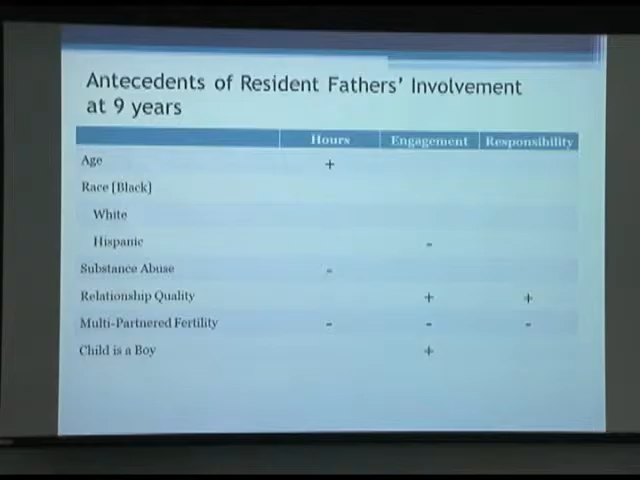 Antecedents of Resident Fathers' Involvement
at 9 years
Hours Engagement Responsibility
Age +
Race [Black]
White
Hispanic -
Substance Abuse -
Relationship Quality + +
Multi-Partnered Fertility - - -
Child is a Boy +